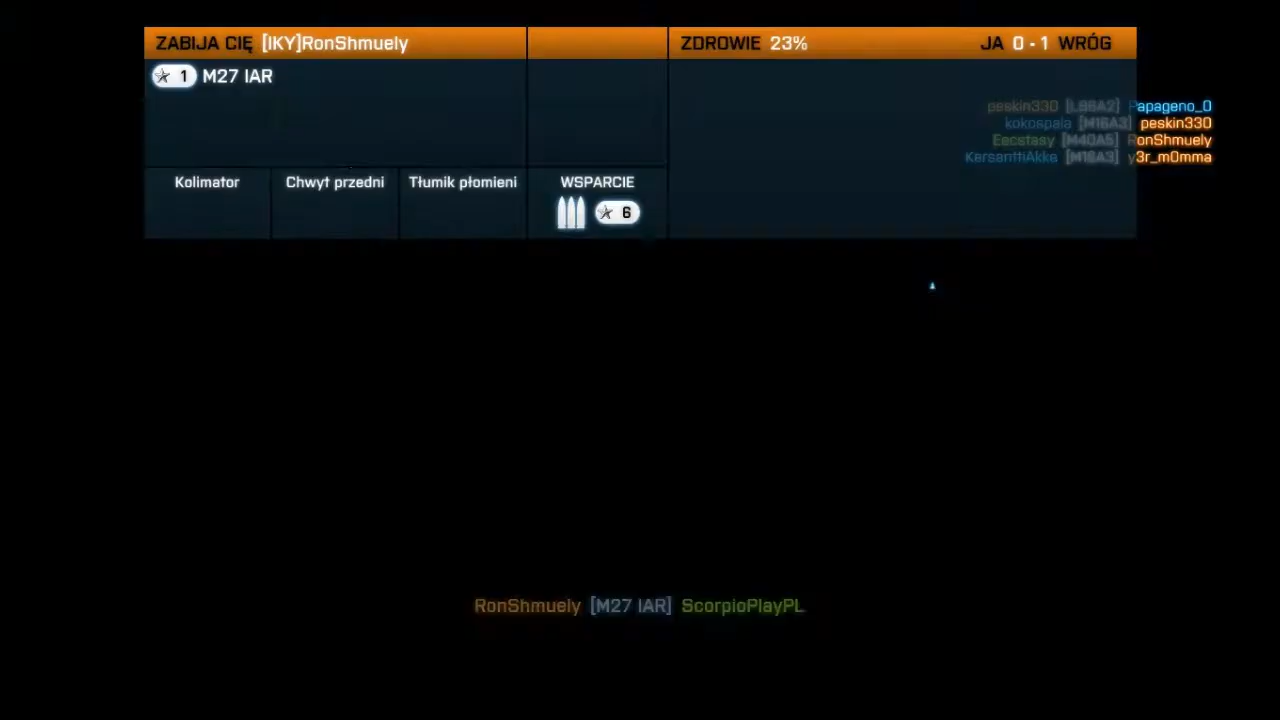 ZABIJA CIĘ [IKY]RonShmuely ZDROWIE 23% JA 0 - 1 WRÓG
1 M27 IAR
peskin330 [L96A2] Papageno_0
kokospala [M16A3] peskin330
Eecstasy [M40A5] RonShmuely
KersanttiAkke [M16A3] y3r_m0mma
Kolimator Chwyt przedni Tłumik płomieni WSPARCIE
6
RonShmuely [M27 IAR] ScorpioPlayPL